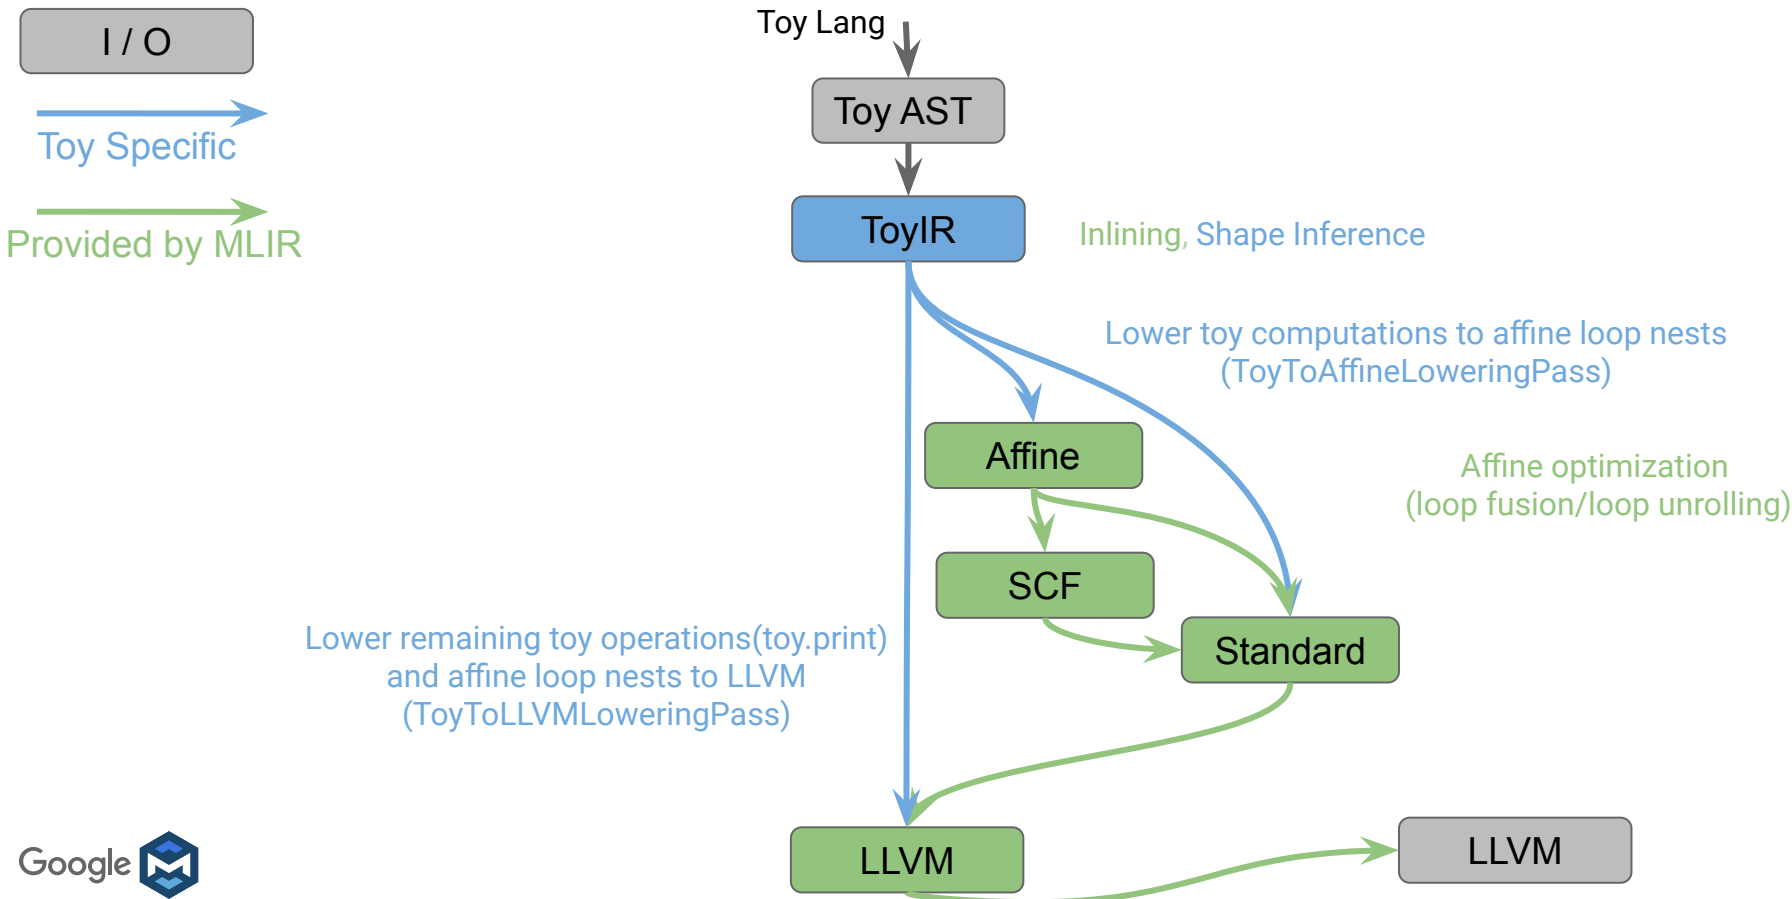 I / O
Toy Specific
Provided by MLIR
Toy Lang
Toy AST
ToyIR
Inlining, Shape Inference
Lower toy computations to affine loop nests
(ToyToAffineLoweringPass)
Affine
Affine optimization
(loop fusion/loop unrolling)
SCF
Standard
Lower remaining toy operations(toy.print)
and affine loop nests to LLVM
(ToyToLLVMLoweringPass)
LLVM
LLVM
Google